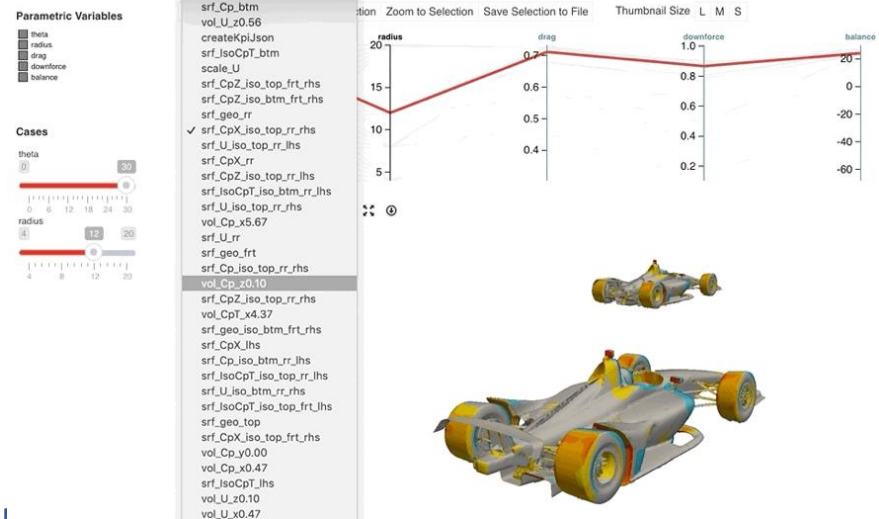 Parametric Variables
theta
radius
drag
downforce
balance
Cases
theta
0 30
0 6 12 18 24 30
radius
4 12 20
4 8 12 20
srf_Cp_btm
vol_U_z0.56
createKpiJson
srf_IsoCpT_btm
scale_U
srf_CpZ_iso_top_frt_rhs
srf_CpZ_iso_btm_frt_rhs
srf_geo_rr
✓ srf_CpX_iso_top_rr_rhs
srf_U_iso_top_rr_lhs
srf_CpX_rr
srf_CpZ_iso_top_rr_lhs
srf_IsoCpT_iso_btm_rr_lhs
srf_U_iso_top_rr_rhs
vol_Cp_x5.67
srf_U_rr
srf_geo_frt
srf_Cp_iso_top_rr_rhs
vol_Cp_z0.10
srf_CpZ_iso_top_rr_rhs
vol_CpT_x4.37
srf_geo_iso_btm_frt_rhs
srf_CpX_lhs
srf_Cp_iso_btm_rr_lhs
srf_IsoCpT_iso_top_rr_lhs
srf_U_iso_btm_rr_rhs
srf_IsoCpT_iso_top_frt_lhs
srf_geo_top
srf_CpX_iso_top_frt_rhs
vol_Cp_y0.00
vol_Cp_x0.47
srf_IsoCpT_lhs
vol_U_z0.10
vol_U_x0.47
ction Zoom to Selection Save Selection to File Thumbnail Size L M S
radius drag downforce balance
20
15
10
5
0.7
0.6
0.5
0.4
1.0
0.8
0.6
0.4
0.2
20
0
-20
-40
-60